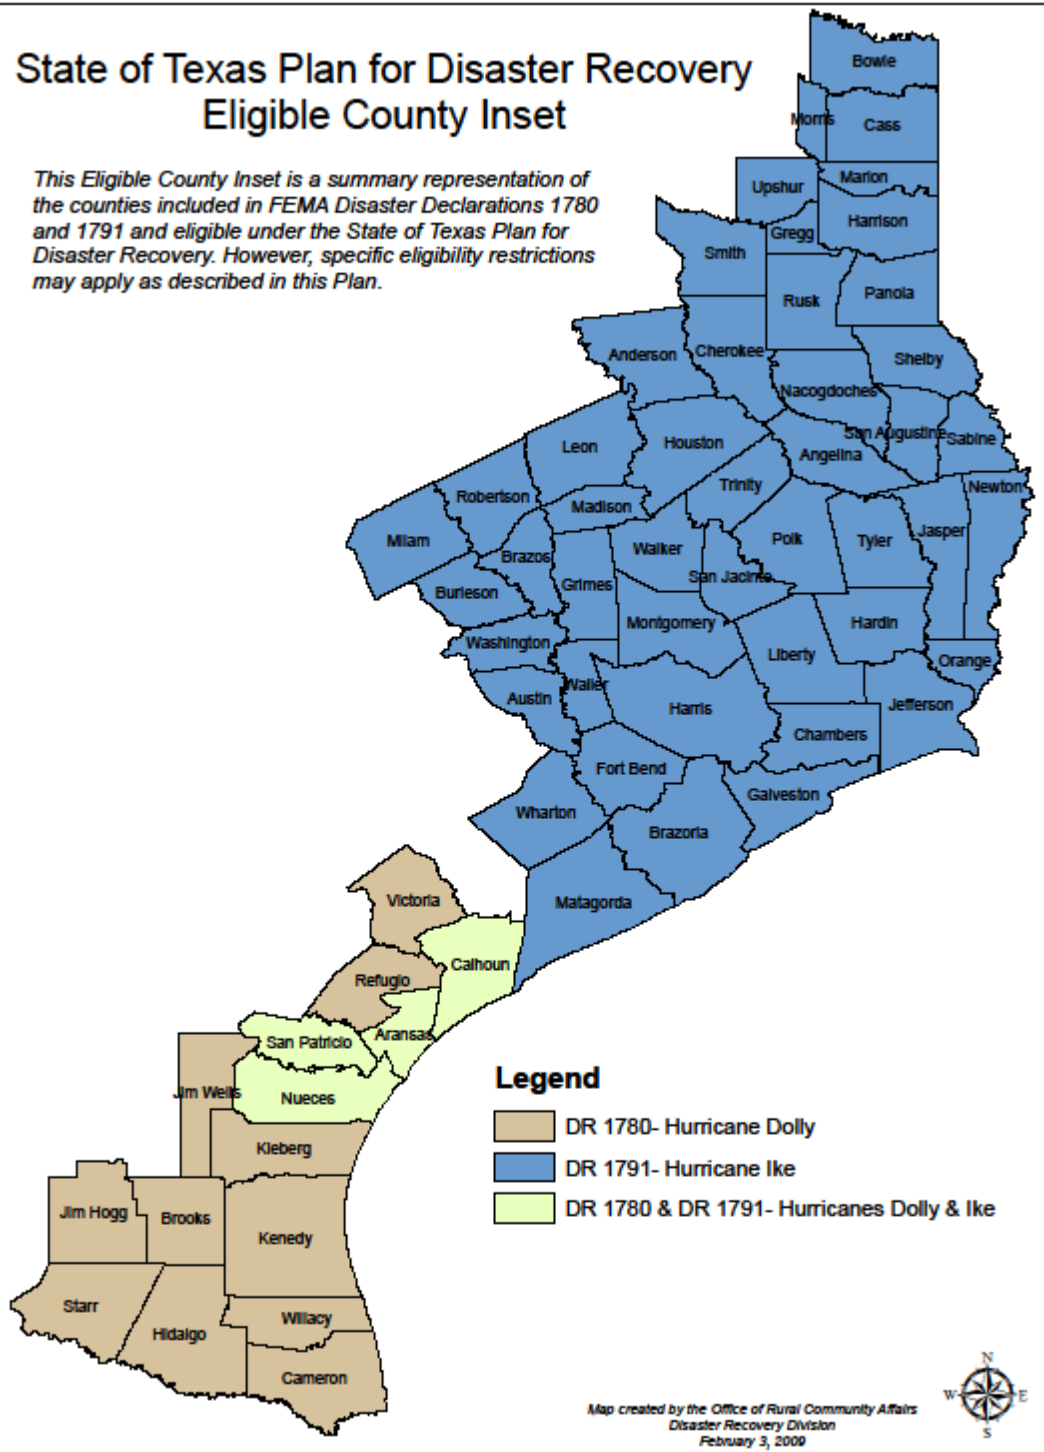 State of Texas Plan for Disaster Recovery
Eligible County Inset
This Eligible County Inset is a summary representation of
the counties included in FEMA Disaster Declarations 1780
and 1791 and eligible under the State of Texas Plan for
Disaster Recovery. However, specific eligibility restrictions
may apply as described in this Plan.
Bowie
Morris
Cass
Marion
Upshur
Harrison
Gregg
Smith
Rusk
Panola
Anderson
Cherokee
Shelby
Nacogdoches
San Augustine
Sabine
Leon
Houston
Angelina
Trinity
Newton
Robertson
Madison
Jasper
Milam
Brazos
Walker
Polk
Tyler
San Jacinto
Grimes
Burleson
Montgomery
Hardin
Washington
Liberty
Orange
Austin
Waller
Harris
Jefferson
Chambers
Fort Bend
Galveston
Wharton
Brazoria
Victoria
Matagorda
Calhoun
Refugio
Aransas
San Patricio
Jim Wells
Nueces
Kleberg
Jim Hogg
Brooks
Kenedy
Starr
Willacy
Hidalgo
Cameron
Legend
DR 1780- Hurricane Dolly
DR 1791- Hurricane Ike
DR 1780 & DR 1791- Hurricanes Dolly & Ike
N
W
E
S
Map created by the Office of Rural Community Affairs
Disaster Recovery Division
February 3, 2009